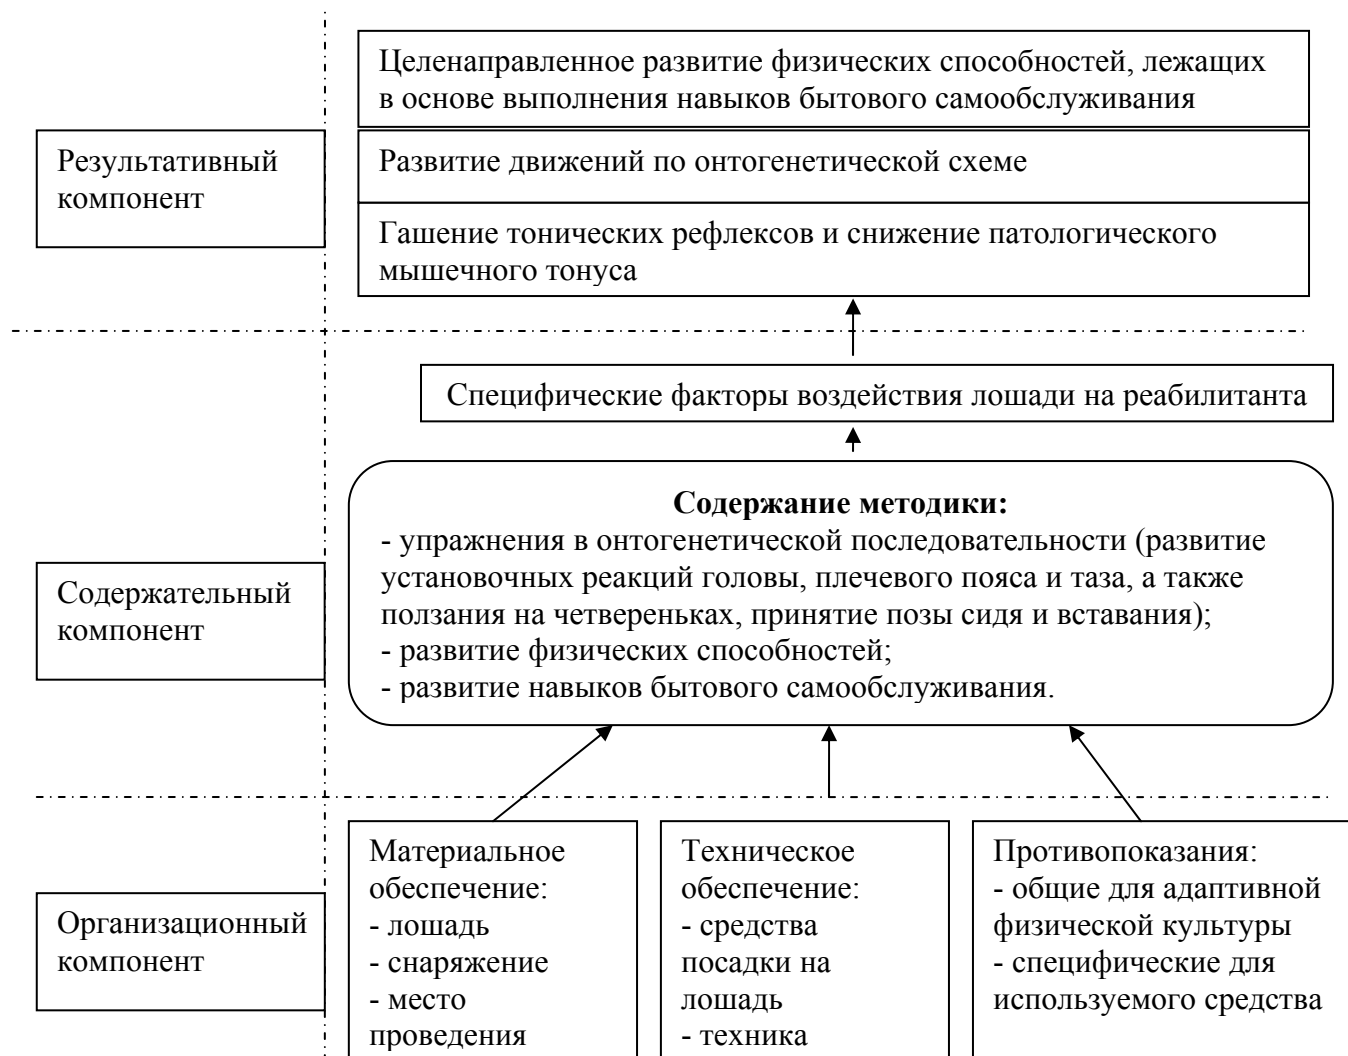 Целенаправленное развитие физических способностей, лежащих
в основе выполнения навыков бытового самообслуживания
Результативный
компонент
Развитие движений по онтогенетической схеме
Гашение тонических рефлексов и снижение патологического
мышечного тонуса
Специфические факторы воздействия лошади на реабилитанта
Содержательный
компонент
Содержание методики:
- упражнения в онтогенетической последовательности (развитие
установочных реакций головы, плечевого пояса и таза, а также
ползания на четвереньках, принятие позы сидя и вставания);
- развитие физических способностей;
- развитие навыков бытового самообслуживания.
Организационный
компонент
Материальное
обеспечение:
- лошадь
- снаряжение
- место
проведения
Техническое
обеспечение:
- средства
посадки на
лошадь
- техника
Противопоказания:
- общие для адаптивной
физической культуры
- специфические для
используемого средства